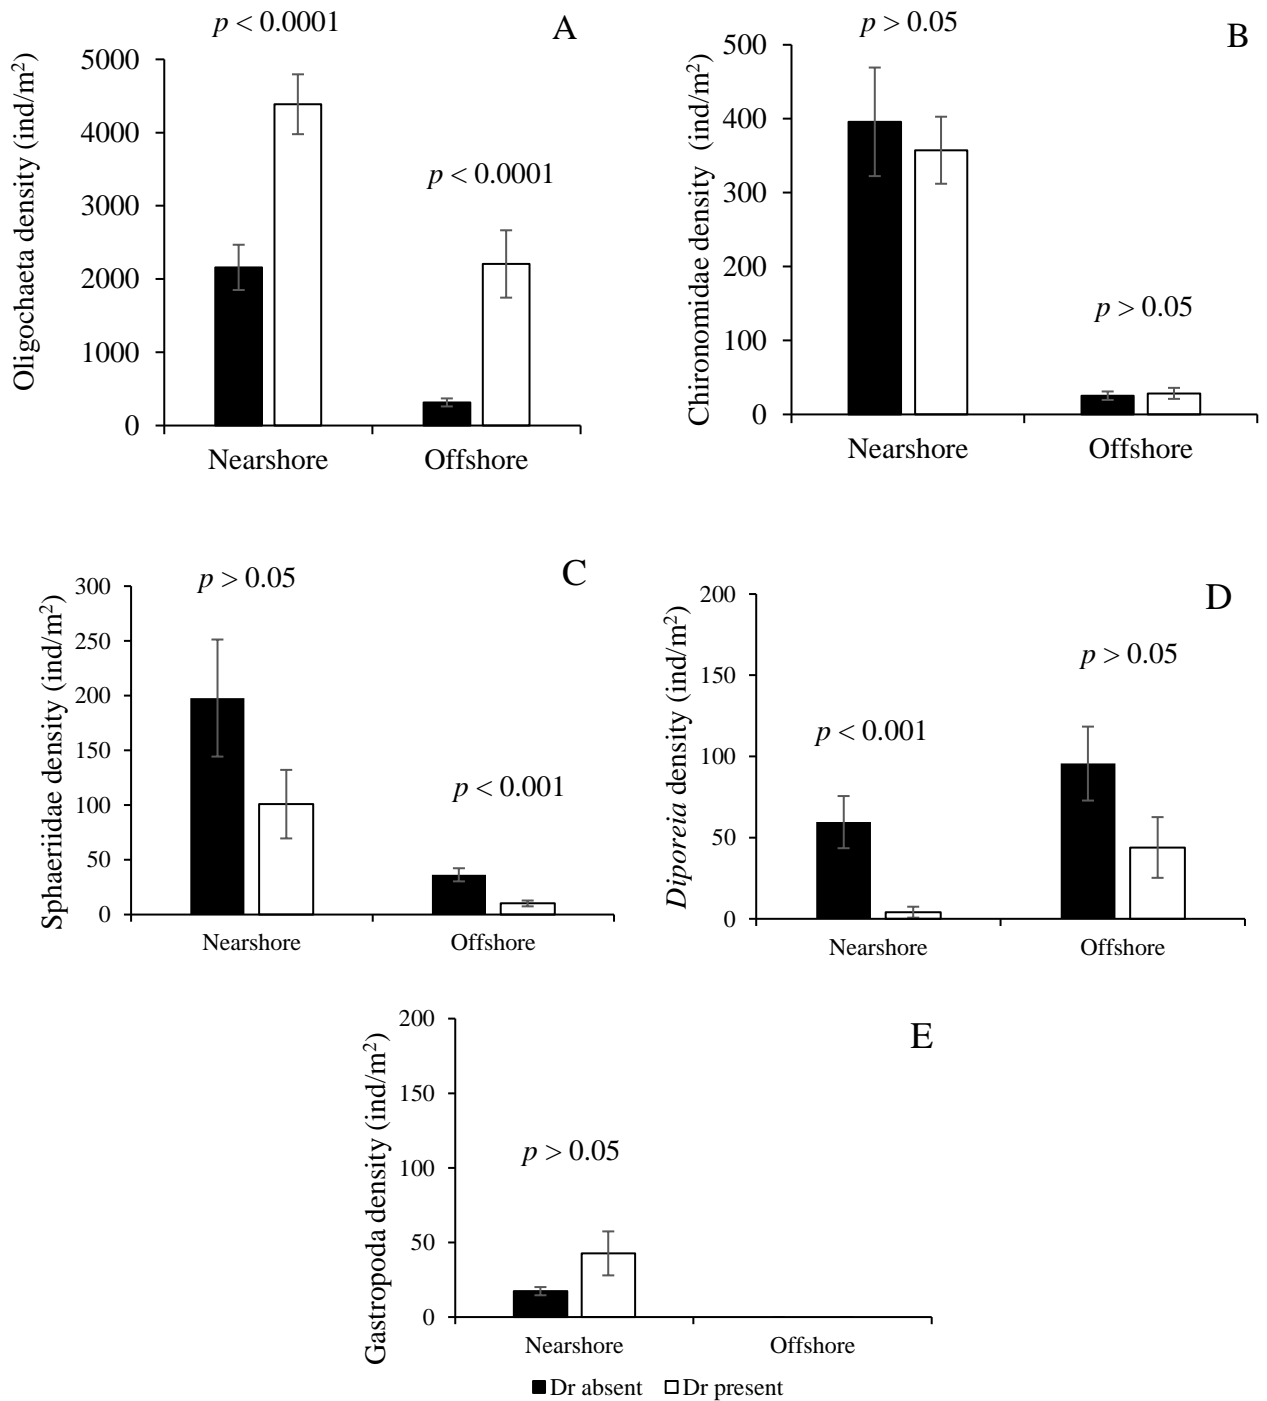 p < 0.0001
A
Oligochaeta density (ind/m²)
5000
4000
3000
2000
1000
0
p < 0.0001
Nearshore
Offshore
p > 0.05
B
Chironomidae density (ind/m²)
500
400
300
200
100
0
p > 0.05
Nearshore
Offshore
p > 0.05
C
Sphaeriidae density (ind/m²)
300
250
200
150
100
50
0
p < 0.001
Nearshore
Offshore
D
Diporeia density (ind/m²)
200
150
100
50
0
p < 0.001
p > 0.05
Nearshore
Offshore
E
Gastropoda density (ind/m²)
200
150
100
50
0
p > 0.05
Nearshore
Offshore
Dr absent
Dr present